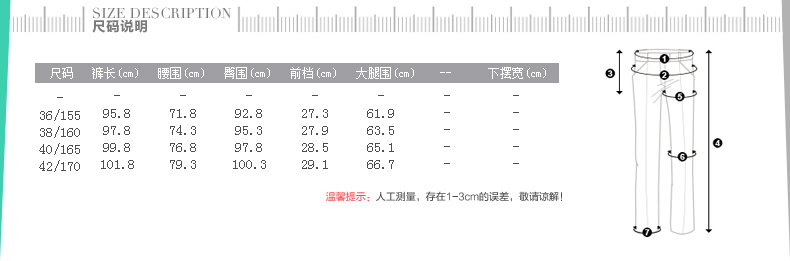 SIZE DESCRIPTION
尺码说明
尺码 裤长(cm) 腰围(cm) 臀围(cm) 前档(cm) 大腿围(cm) -- 下摆宽(cm)
- - - - - - - -
36/155 95.8 71.8 92.8 27.3 61.9 - -
38/160 97.8 74.3 95.3 27.9 63.5 - -
40/165 99.8 76.8 97.8 28.5 65.1 - -
42/170 101.8 79.3 100.3 29.1 66.7 - -
温馨提示：人工测量，存在1-3cm的误差，敬请谅解！
1
2
3
5
4
6
7